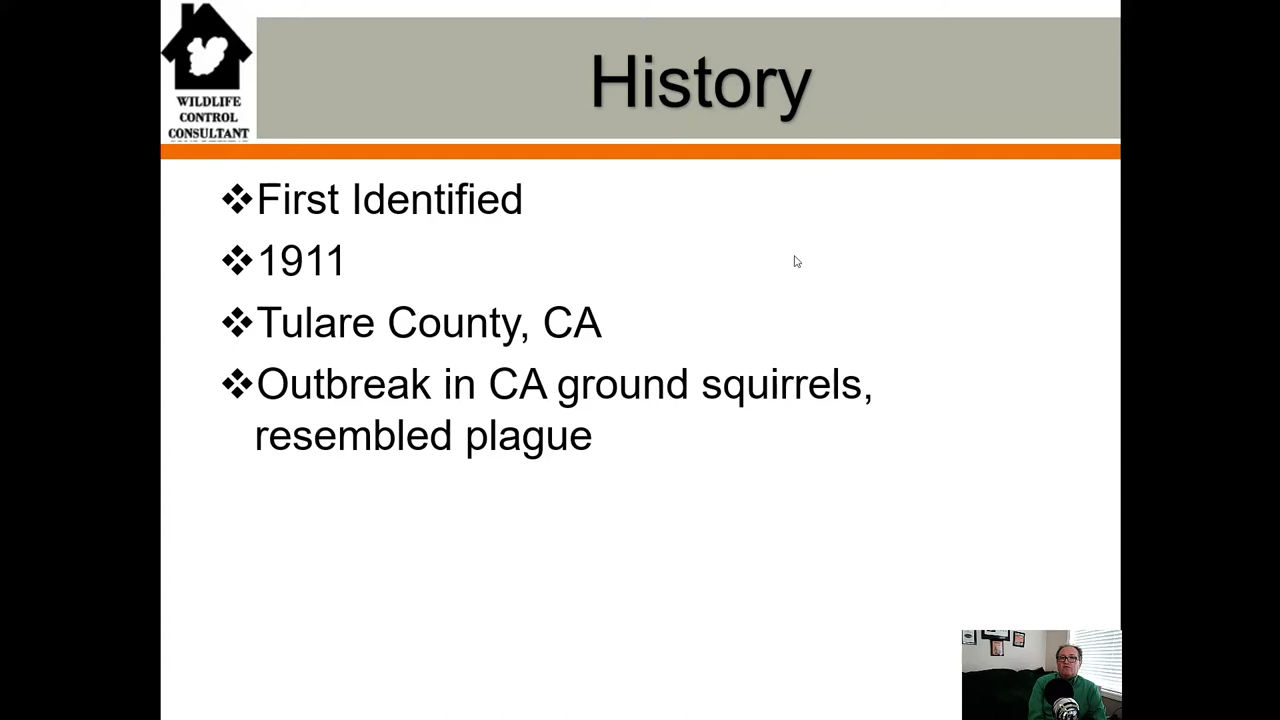 WILDLIFE
CONTROL
CONSULTANT
History
First Identified
1911
Tulare County, CA
Outbreak in CA ground squirrels,
resembled plague